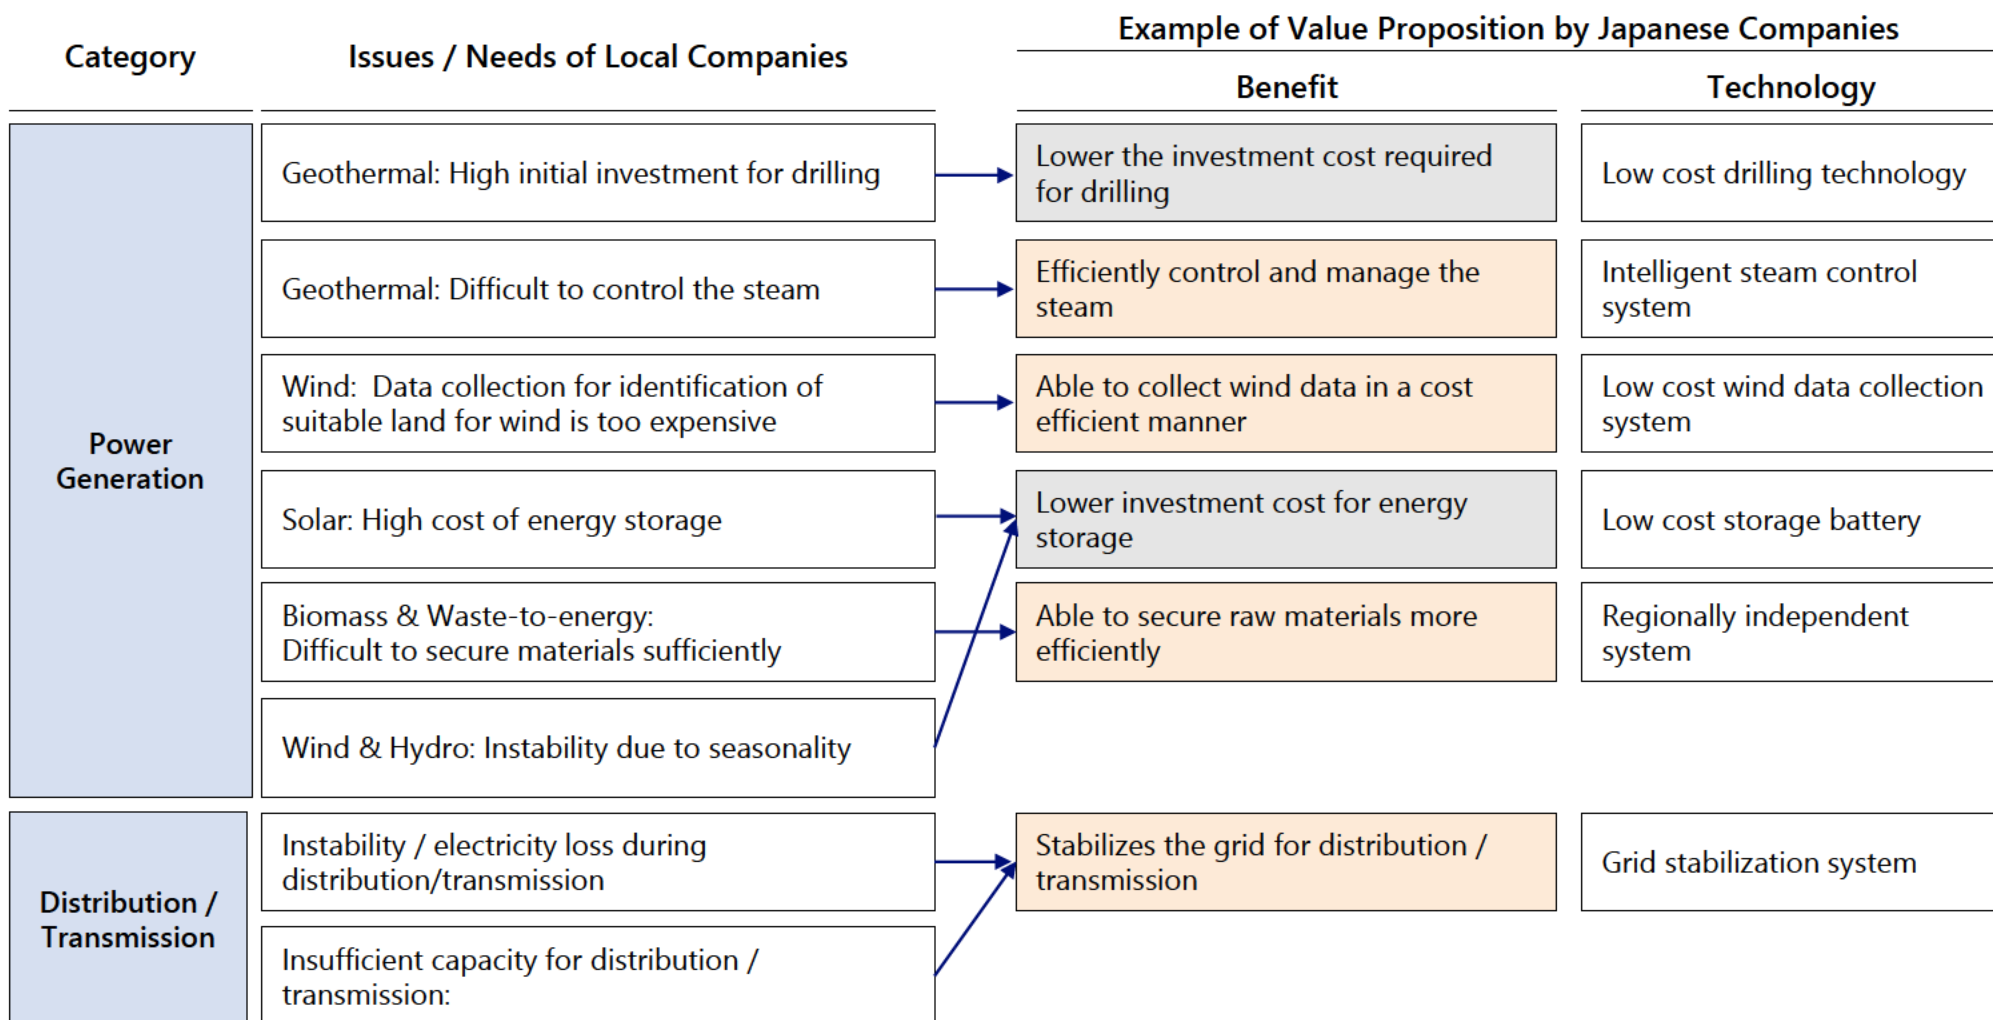 Example of Value Proposition by Japanese Companies
Category
Issues / Needs of Local Companies
Benefit
Technology
Power
Generation
Geothermal: High initial investment for drilling
Lower the investment cost required
for drilling
Low cost drilling technology
Geothermal: Difficult to control the steam
Efficiently control and manage the
steam
Intelligent steam control
system
Wind:  Data collection for identification of
suitable land for wind is too expensive
Able to collect wind data in a cost
efficient manner
Low cost wind data collection
system
Solar: High cost of energy storage
Lower investment cost for energy
storage
Low cost storage battery
Biomass & Waste-to-energy:
Difficult to secure materials sufficiently
Able to secure raw materials more
efficiently
Regionally independent
system
Wind & Hydro: Instability due to seasonality
Distribution /
Transmission
Instability / electricity loss during
distribution/transmission
Stabilizes the grid for distribution /
transmission
Grid stabilization system
Insufficient capacity for distribution /
transmission: